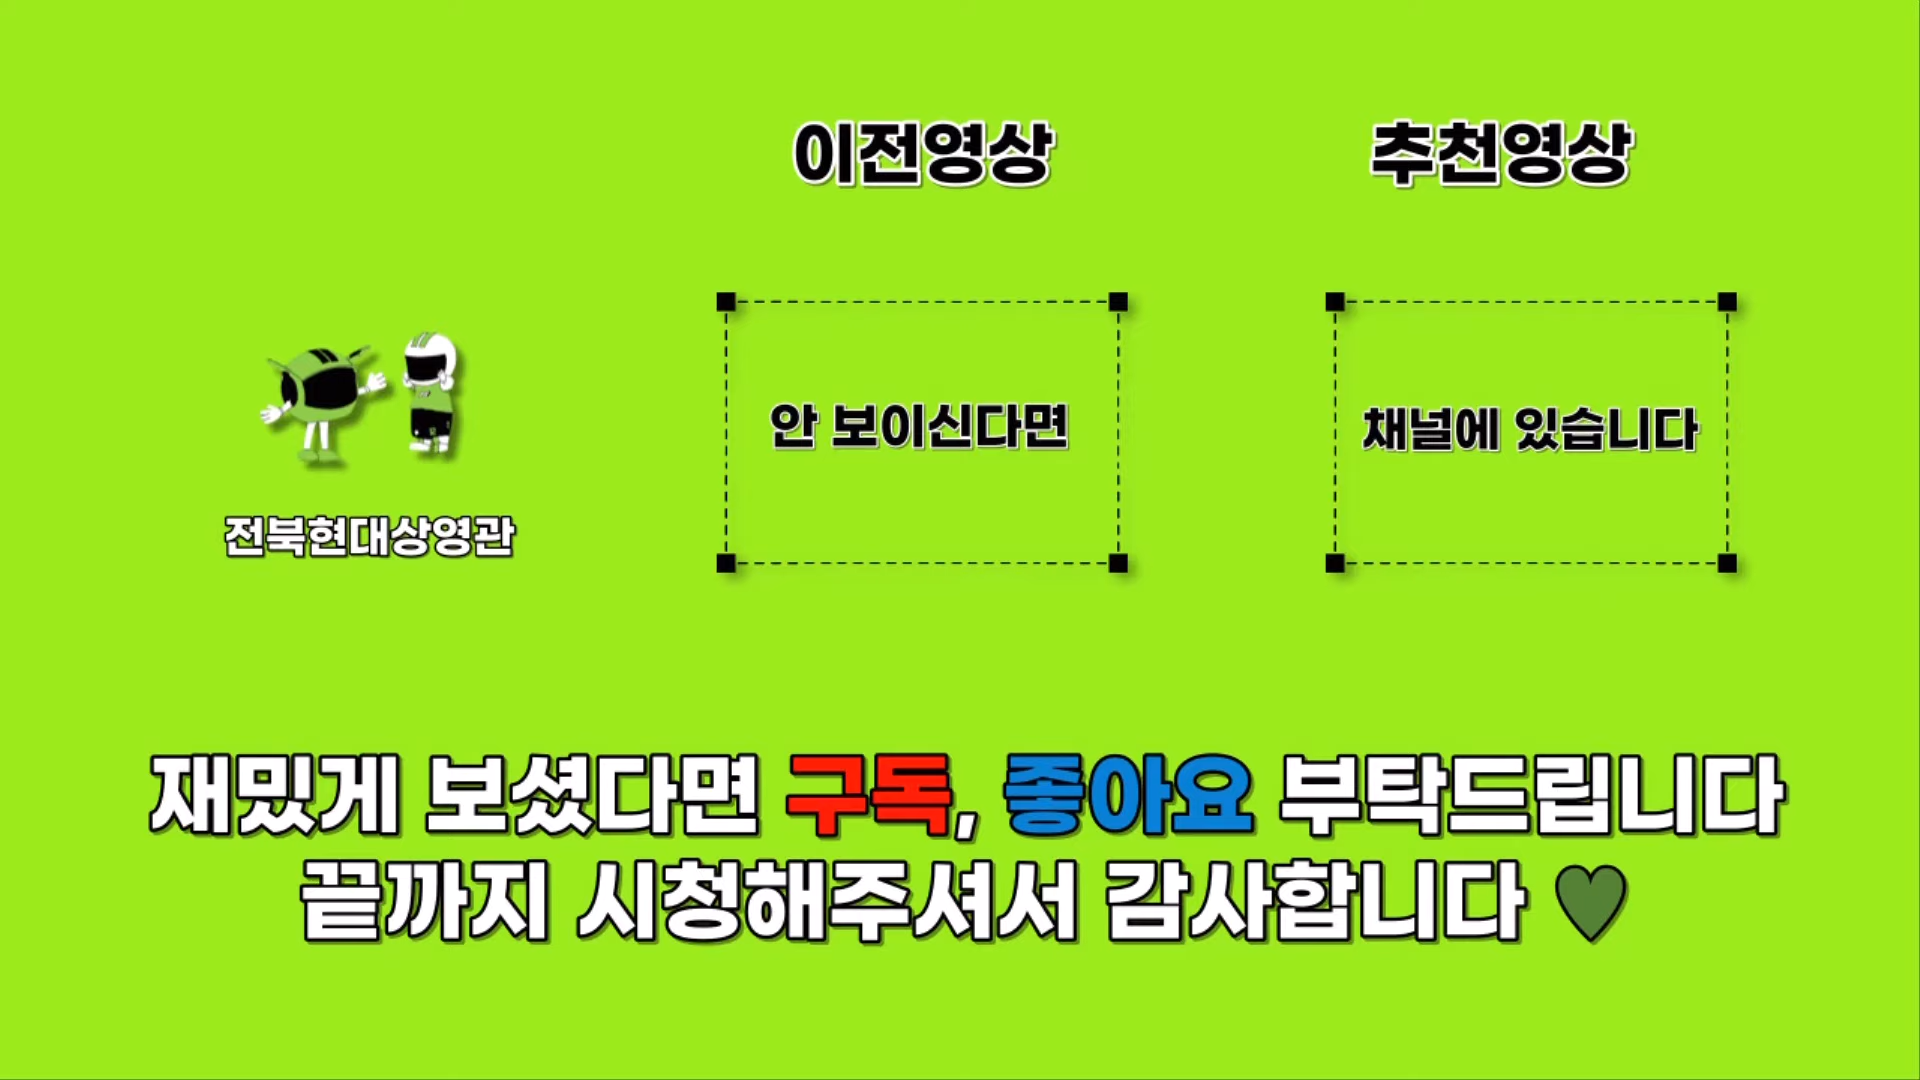 이전영상
추천영상
안 보이신다면
채널에 있습니다
전북현대상영관
재밌게 보셨다면 구독, 좋아요 부탁드립니다
끝까지 시청해주셔서 감사합니다 ♥